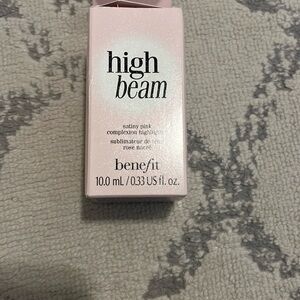 high
beam
satiny pink
complexion highlighter
sublimateur de teint
rose nacré
benefit
10.0 mL / 0.33 US fl. oz.